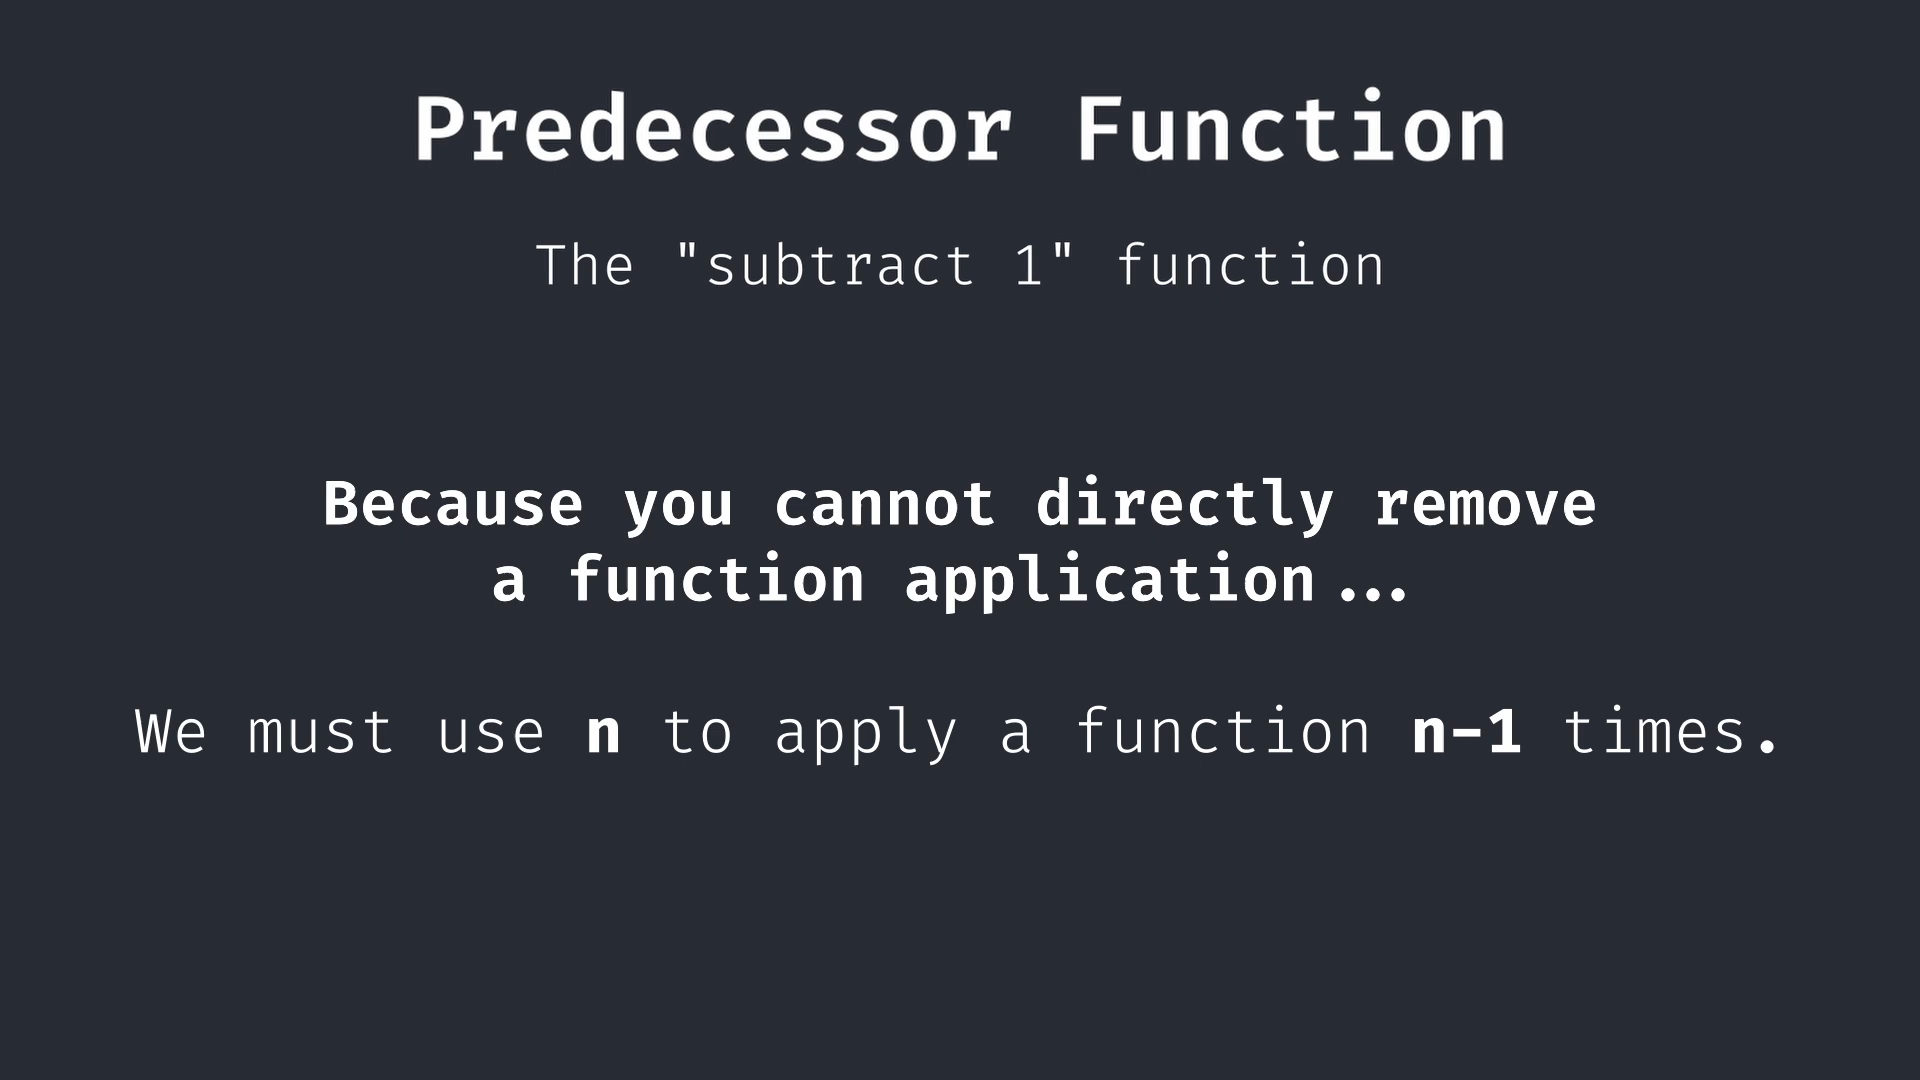 Predecessor Function
The "subtract 1" function
Because you cannot directly remove
a function application...
We must use n to apply a function n-1 times.